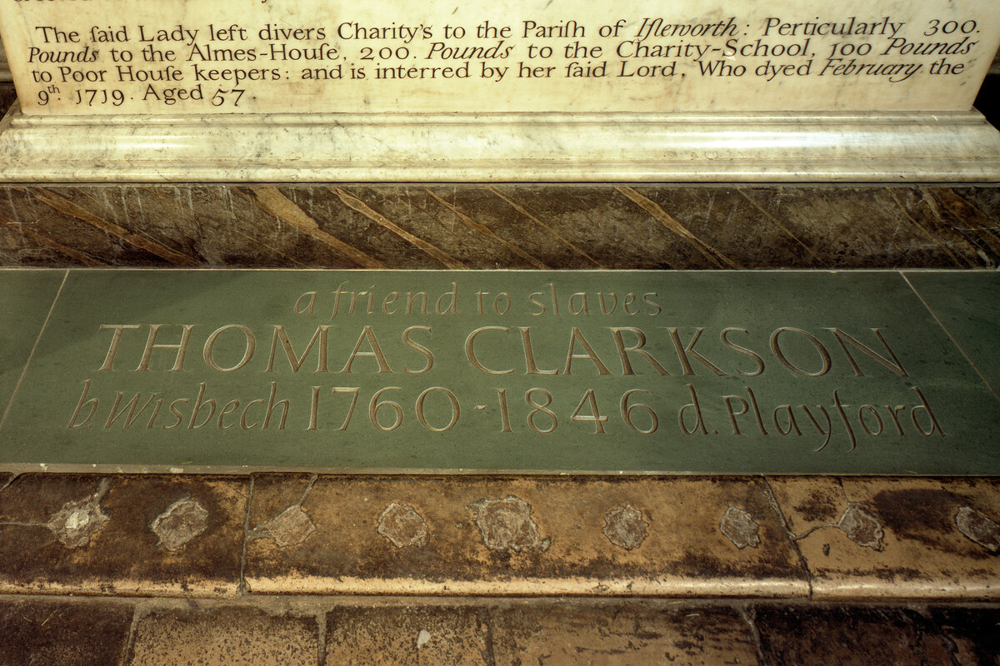 The ſaid Lady left divers Charity's to the Pariſh of Iſleworth: Perticularly 300.
Pounds to the Almes-Houſe, 200. Pounds to the Charity-School, 100 Pounds
to Poor Houſe keepers: and is interred by her ſaid Lord, Who dyed February the
9th. 1719. Aged 57.
a friend to slaves
THOMAS CLARKSON
b. Wisbech 1760-1846 d. Playford